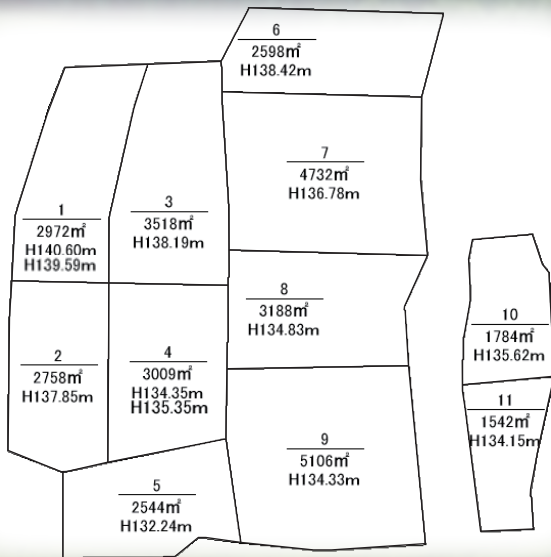 6
2598㎡
H138.42m
7
4732㎡
H136.78m
1
2972㎡
H140.60m
H139.59m
3
3518㎡
H138.19m
8
3188㎡
H134.83m
10
1784㎡
H135.62m
2
2758㎡
H137.85m
4
3009㎡
H134.35m
H135.35m
11
1542㎡
H134.15m
9
5106㎡
H134.33m
5
2544㎡
H132.24m